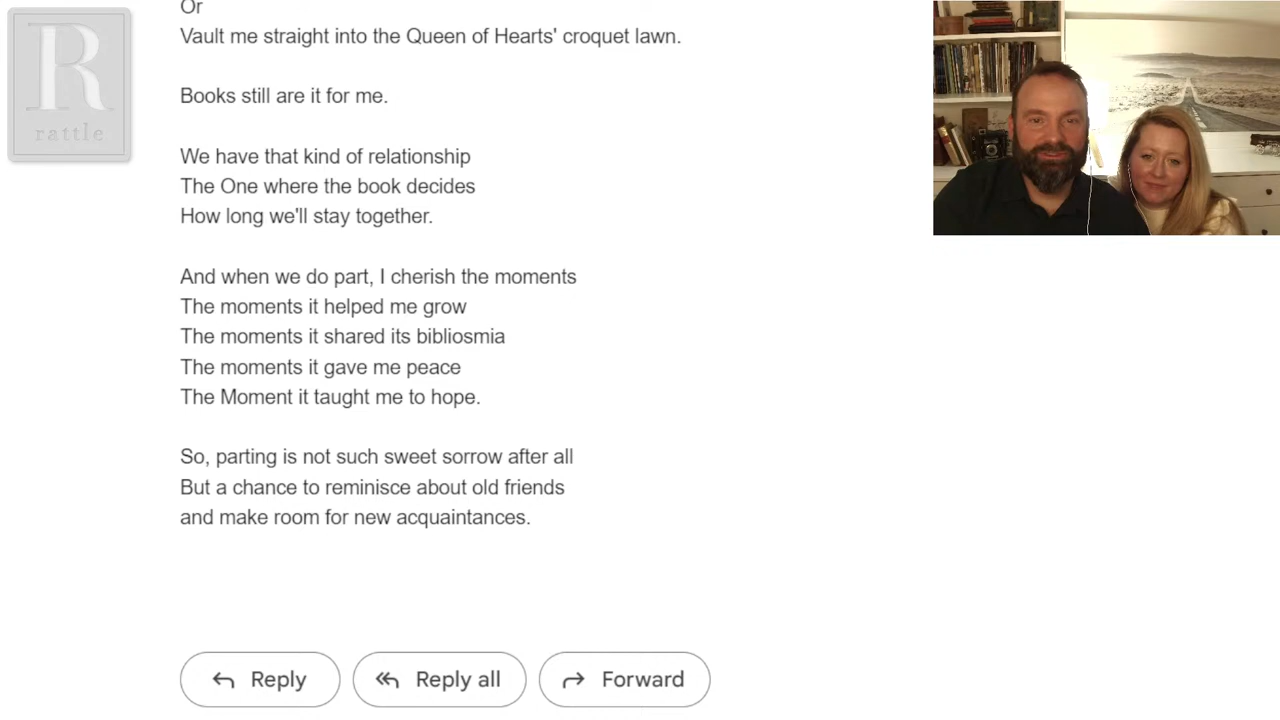 R
rattle
Or
Vault me straight into the Queen of Hearts' croquet lawn.
Books still are it for me.
We have that kind of relationship
The One where the book decides
How long we'll stay together.
And when we do part, I cherish the moments
The moments it helped me grow
The moments it shared its bibliosmia
The moments it gave me peace
The Moment it taught me to hope.
So, parting is not such sweet sorrow after all
But a chance to reminisce about old friends
and make room for new acquaintances.
Reply
Reply all
Forward